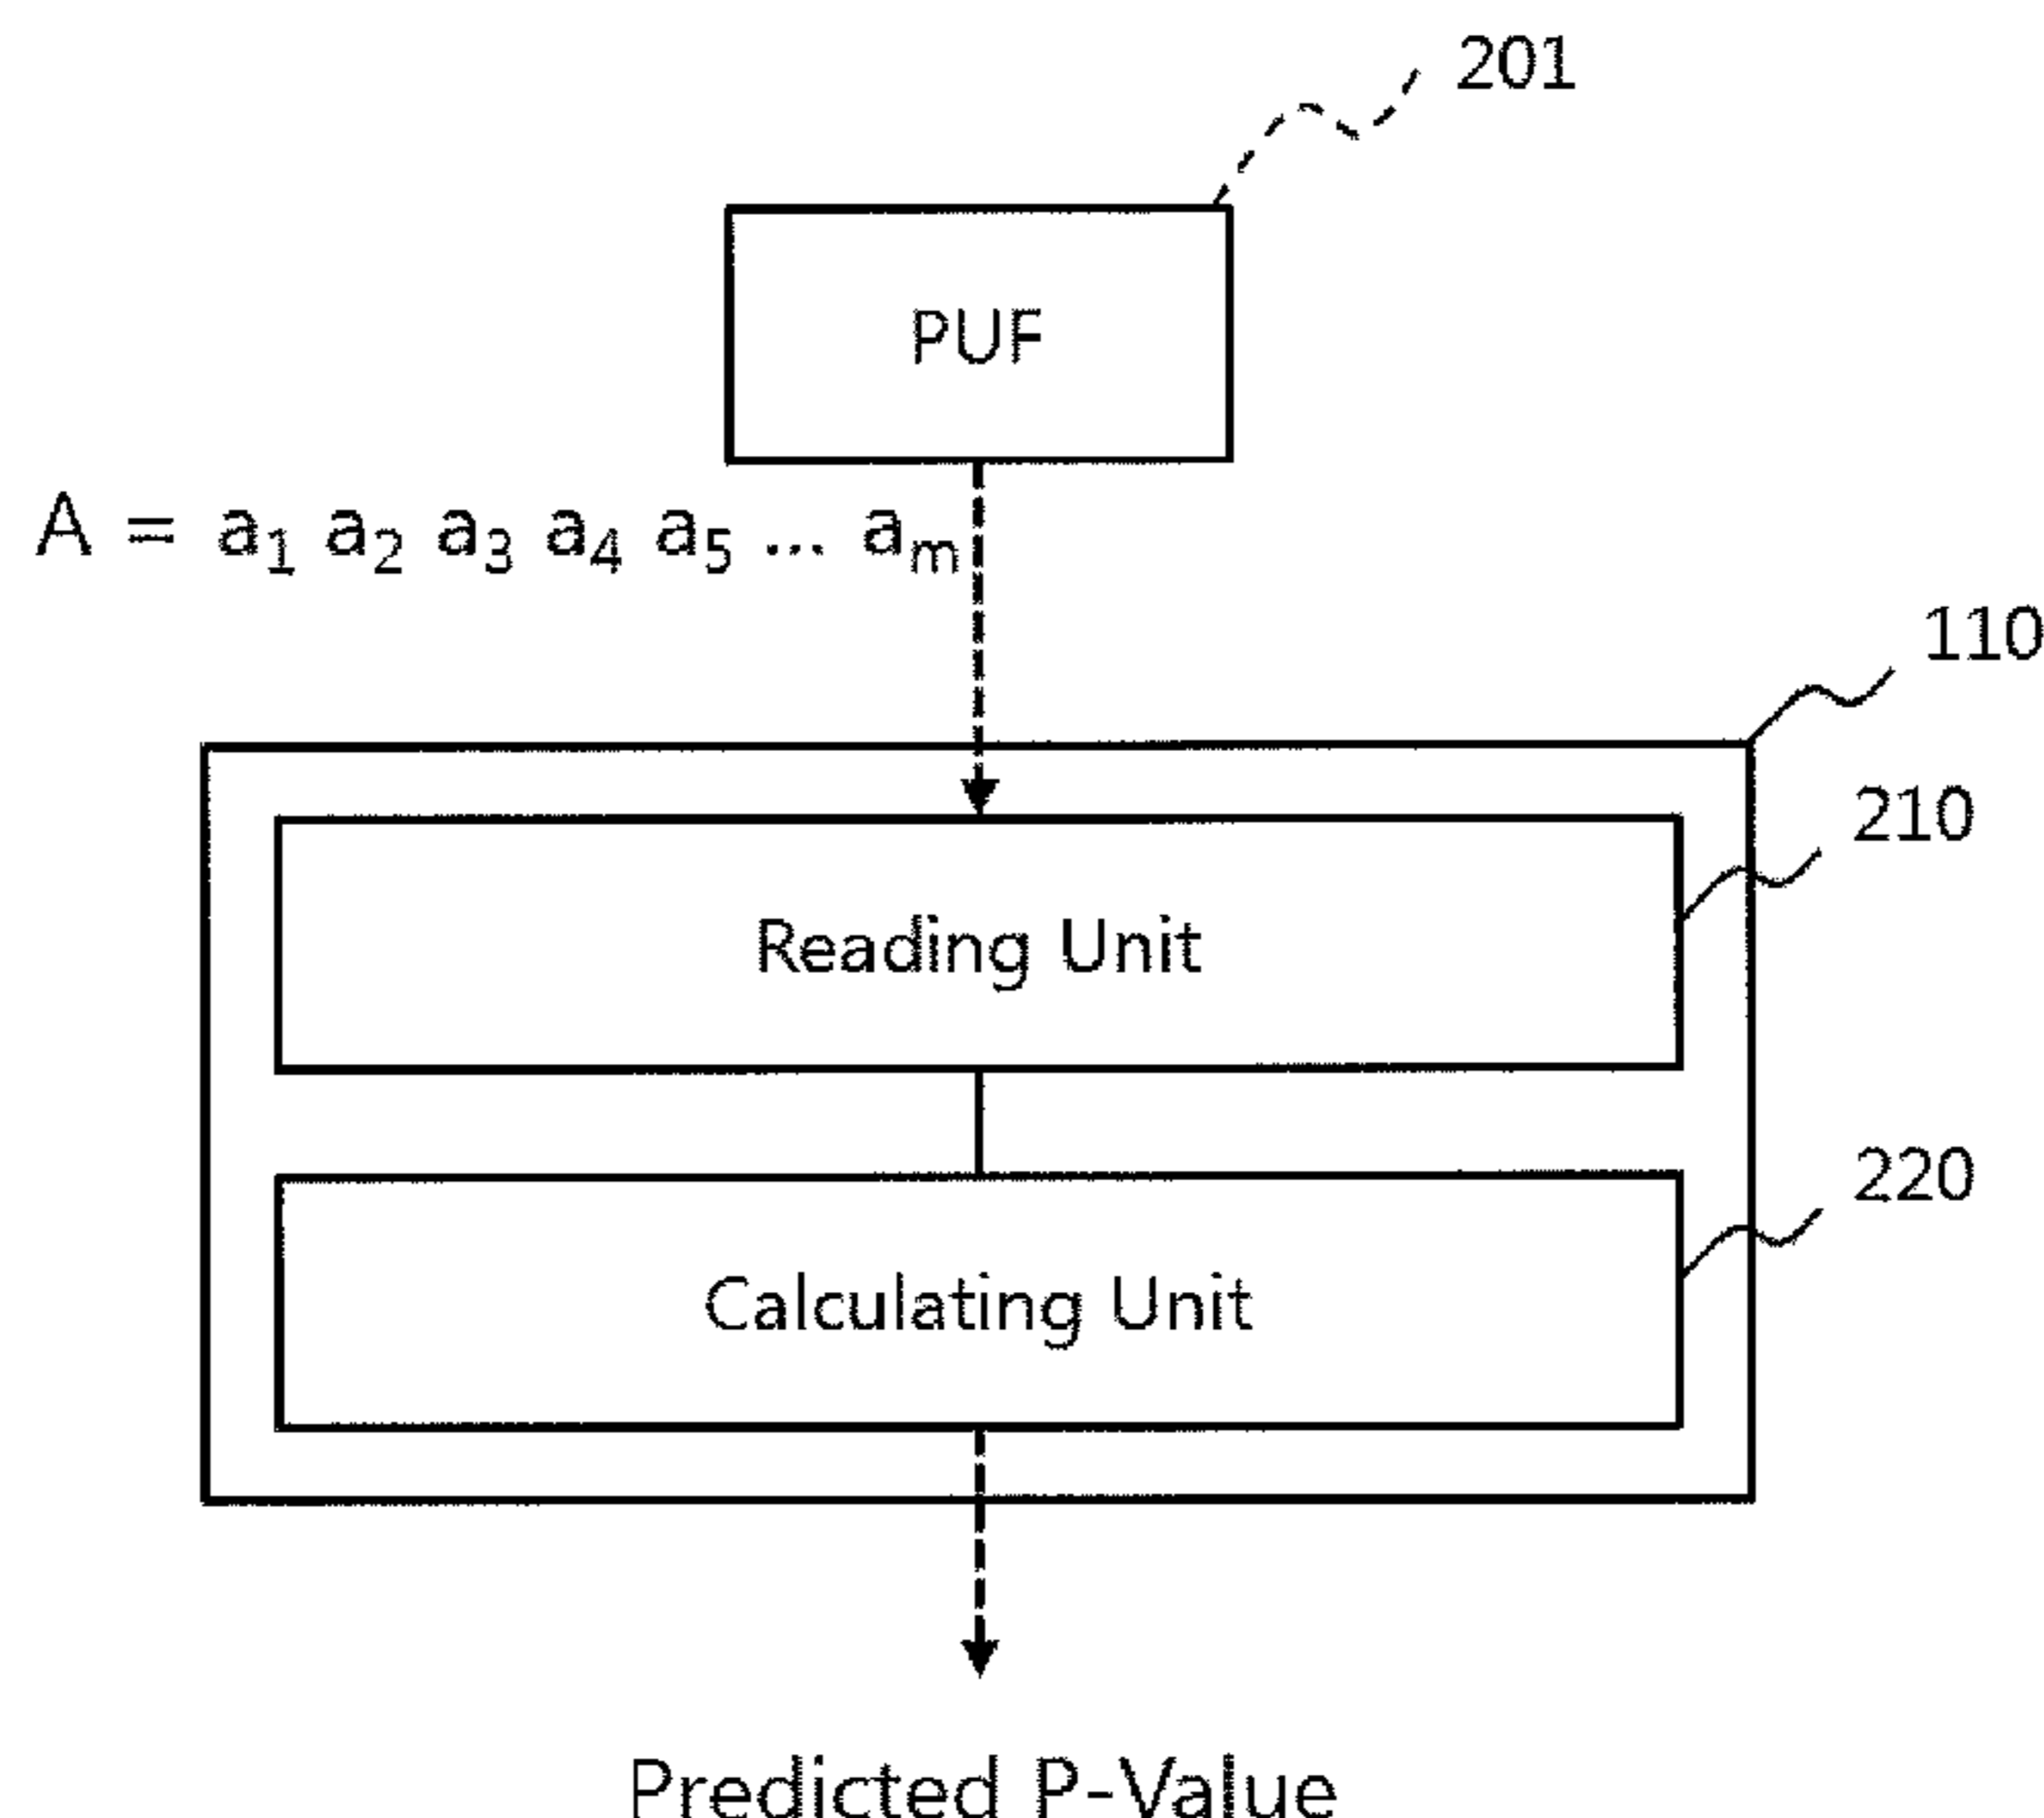 201
PUF
A = a₁ a₂ a₃ a₄ a₅ ... aₘ
110
210
Reading Unit
220
Calculating Unit
Predicted P-Value